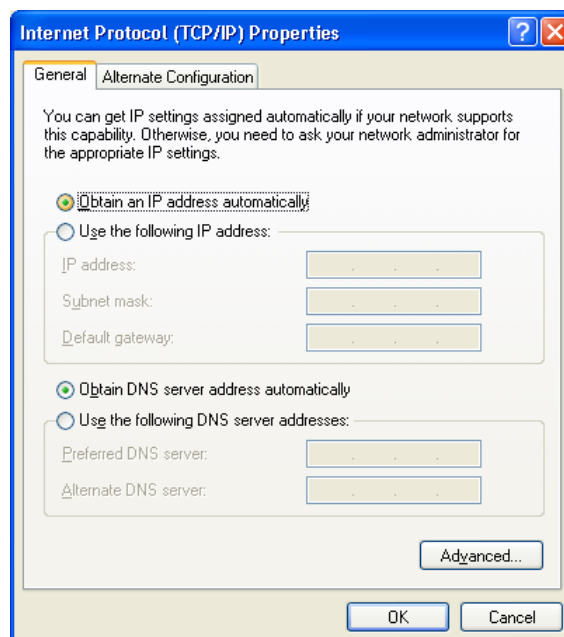 Internet Protocol (TCP/IP) Properties
General Alternate Configuration
You can get IP settings assigned automatically if your network supports
this capability. Otherwise, you need to ask your network administrator for
the appropriate IP settings.
Obtain an IP address automatically
Use the following IP address:
IP address:
Subnet mask:
Default gateway:
Obtain DNS server address automatically
Use the following DNS server addresses:
Preferred DNS server:
Alternate DNS server:
Advanced...
OK Cancel